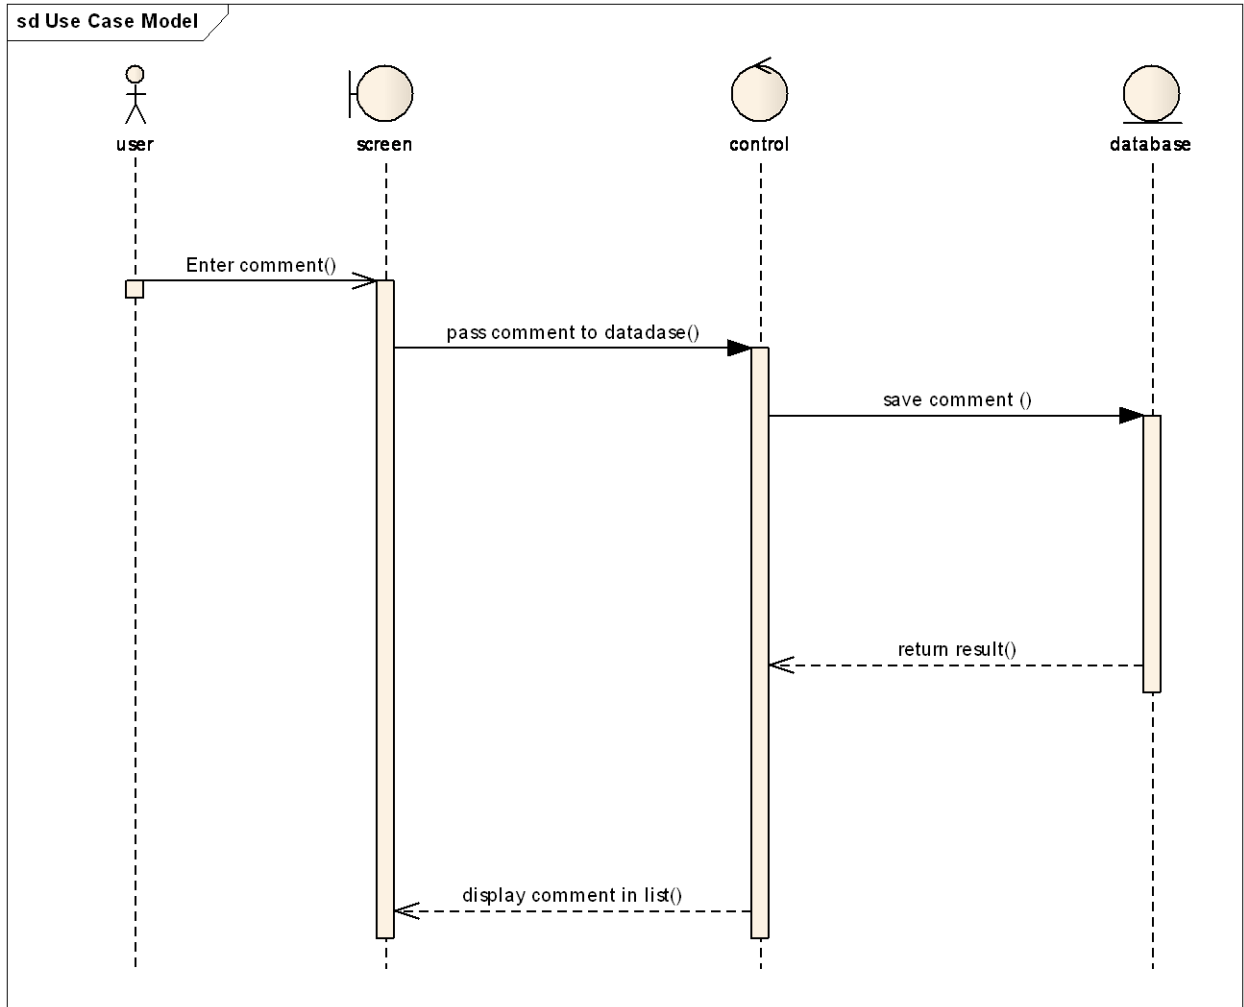 sd Use Case Model
user
screen
control
database
Enter comment()
pass comment to datadase()
save comment ()
return result()
display comment in list()